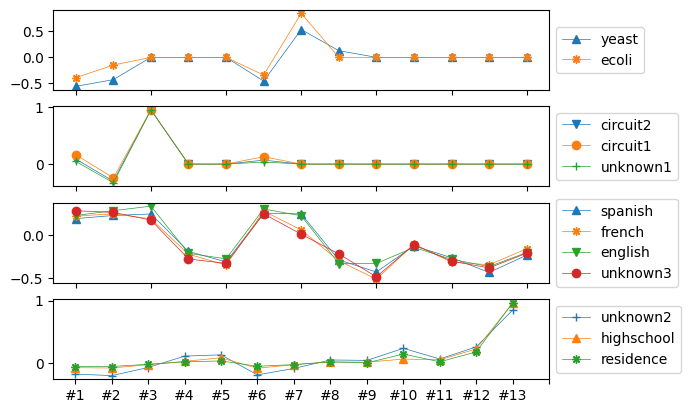 0.5
0.0
−0.5
yeast
ecoli
1
0
circuit2
circuit1
unknown1
0.0
−0.5
spanish
french
english
unknown3
1
0
unknown2
highschool
residence
#1 #2 #3 #4 #5 #6 #7 #8 #9 #10 #11 #12 #13